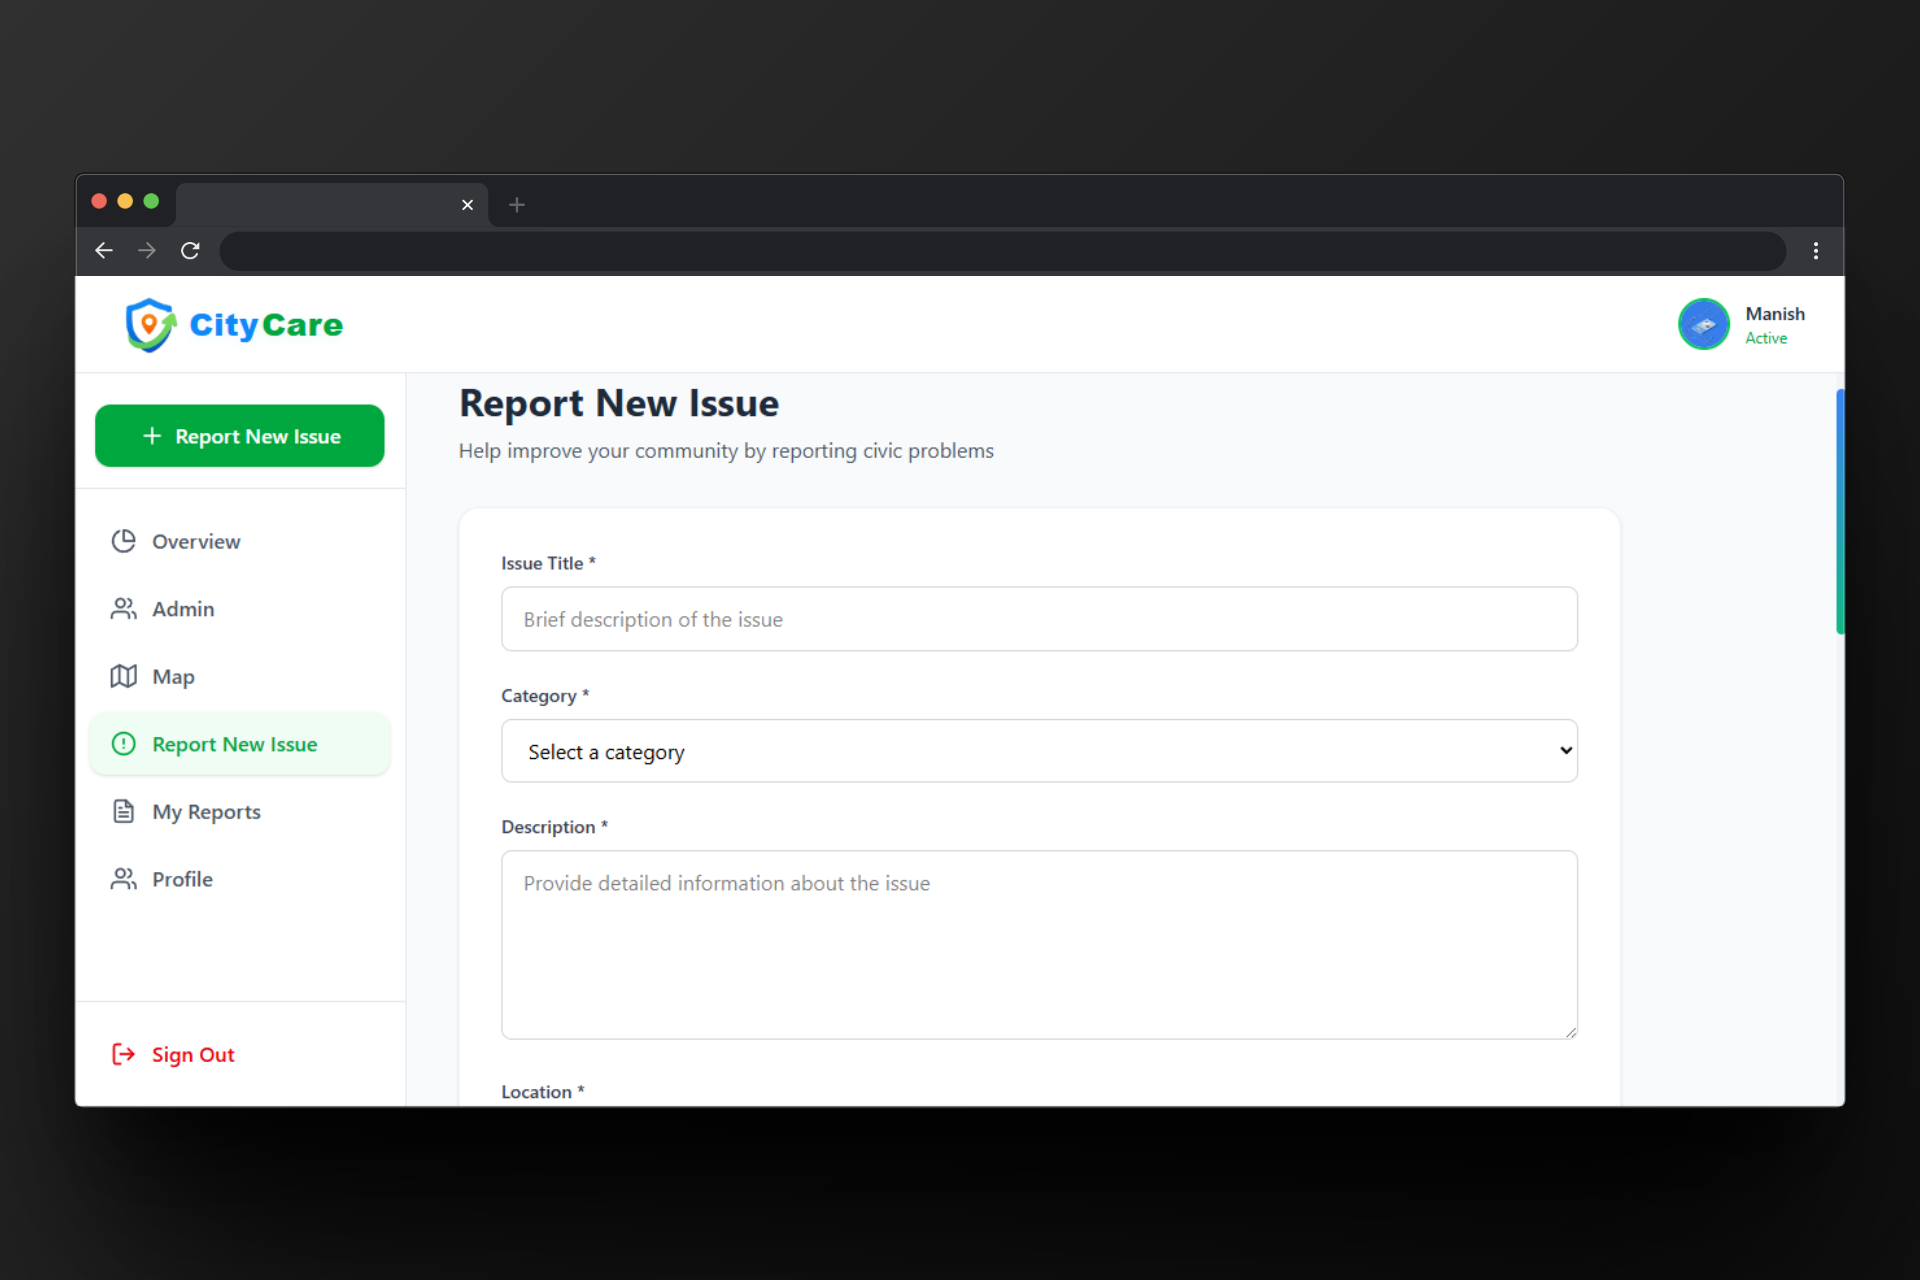 CityCare
Manish
Active
Report New Issue
Overview
Admin
Map
Report New Issue
My Reports
Profile
Sign Out
Report New Issue
Help improve your community by reporting civic problems
Issue Title *
Brief description of the issue
Category *
Select a category
Description *
Provide detailed information about the issue
Location *